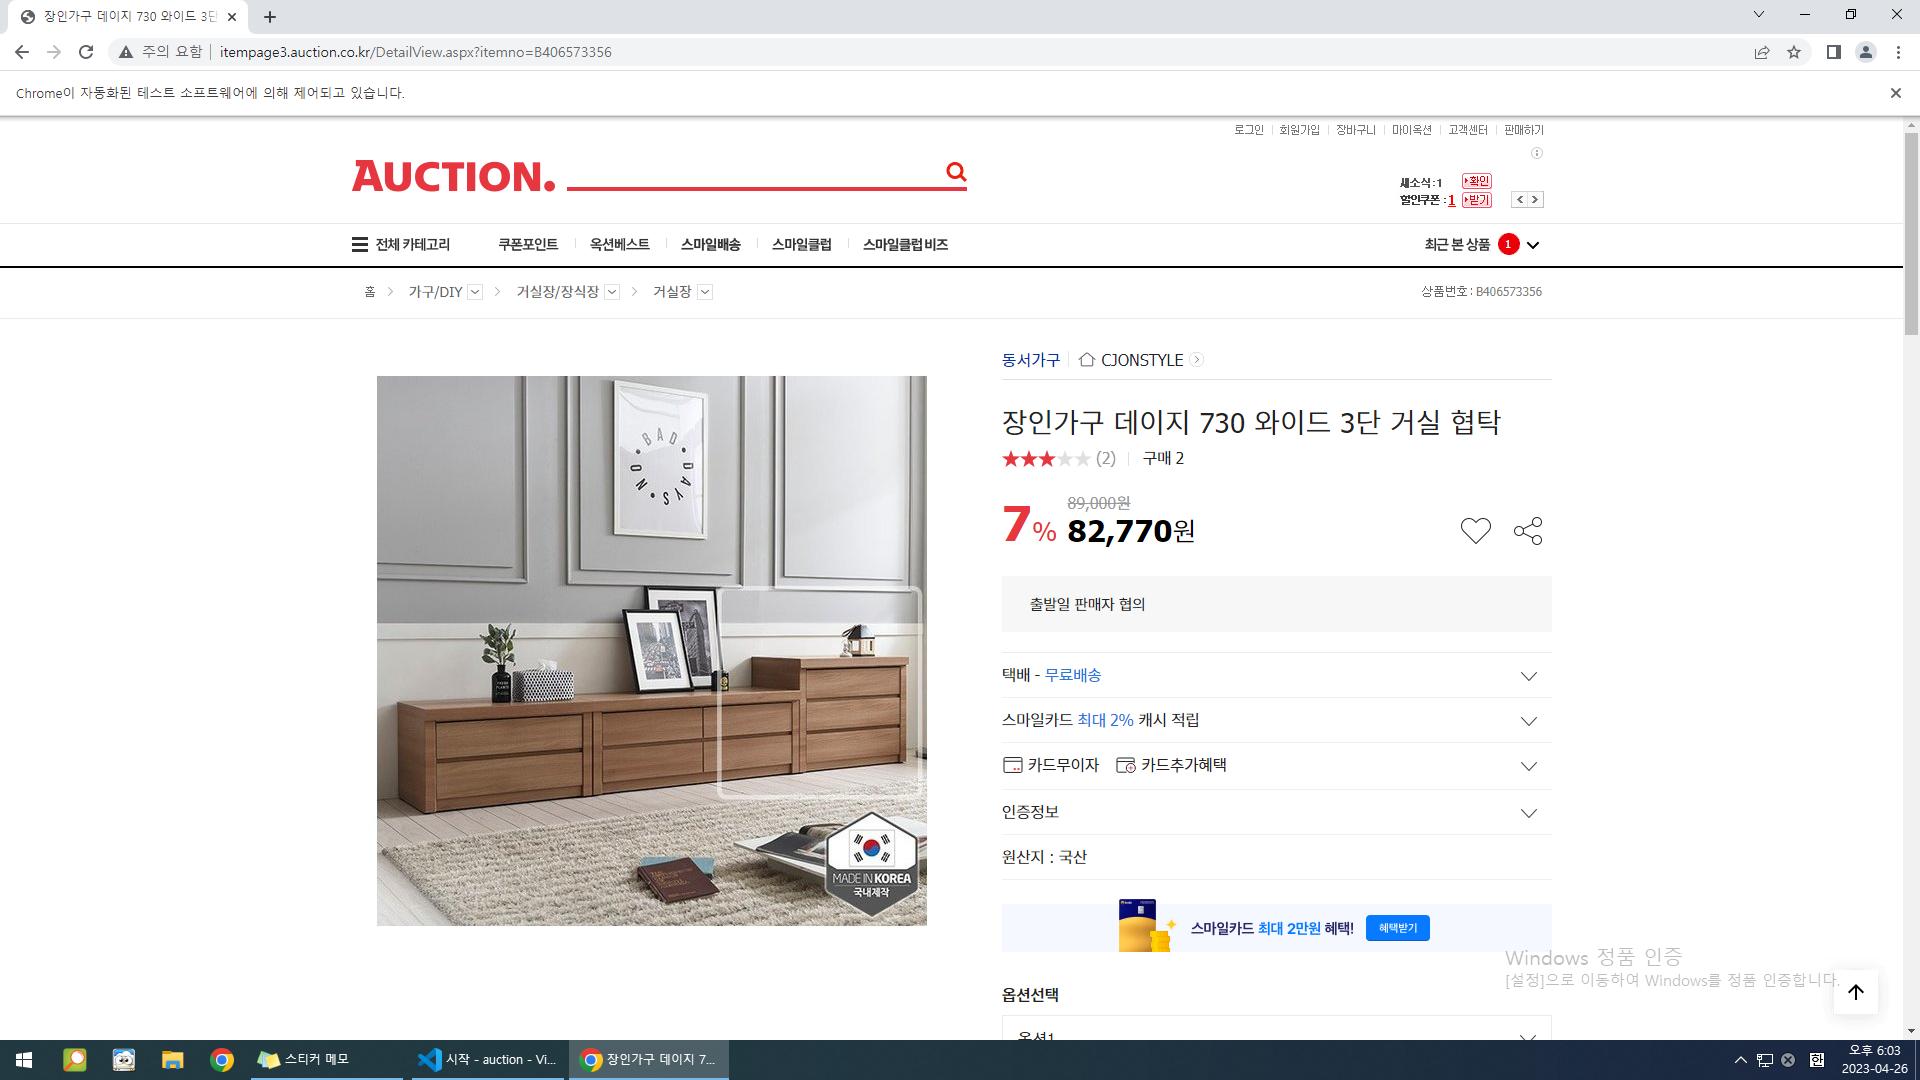 장인가구 데이지 730 와이드 3단
주의 요함
itempage3.auction.co.kr/DetailView.aspx?itemno=B406573356
Chrome이 자동화된 테스트 소프트웨어에 의해 제어되고 있습니다.
로그인 회원가입 장바구니 마이옥션 고객센터 판매하기
AUCTION.
새소식 : 1 확인
할인쿠폰 : 1 받기
전체 카테고리 쿠폰포인트 옥션베스트 스마일배송 스마일클럽 스마일클럽 비즈 최근 본 상품 1
홈 가구/DIY 거실장/장식장 거실장 상품번호 : B406573356
동서가구 CJONSTYLE
장인가구 데이지 730 와이드 3단 거실 협탁
(2) 구매 2
89,000원
7% 82,770원
출발일 판매자 협의
택배 - 무료배송
스마일카드 최대 2% 캐시 적립
카드무이자 카드추가혜택
인증정보
원산지 : 국산
스마일카드 최대 2만원 혜택! 혜택받기
옵션선택
옵션1
BAD DAYS NO
MADE IN KOREA
국내제작
Windows 정품 인증
[설정]으로 이동하여 Windows를 정품 인증합니다.
스티커 메모
시작 - auction - Vi...
장인가구 데이지 7...
한
오후 6:03
2023-04-26